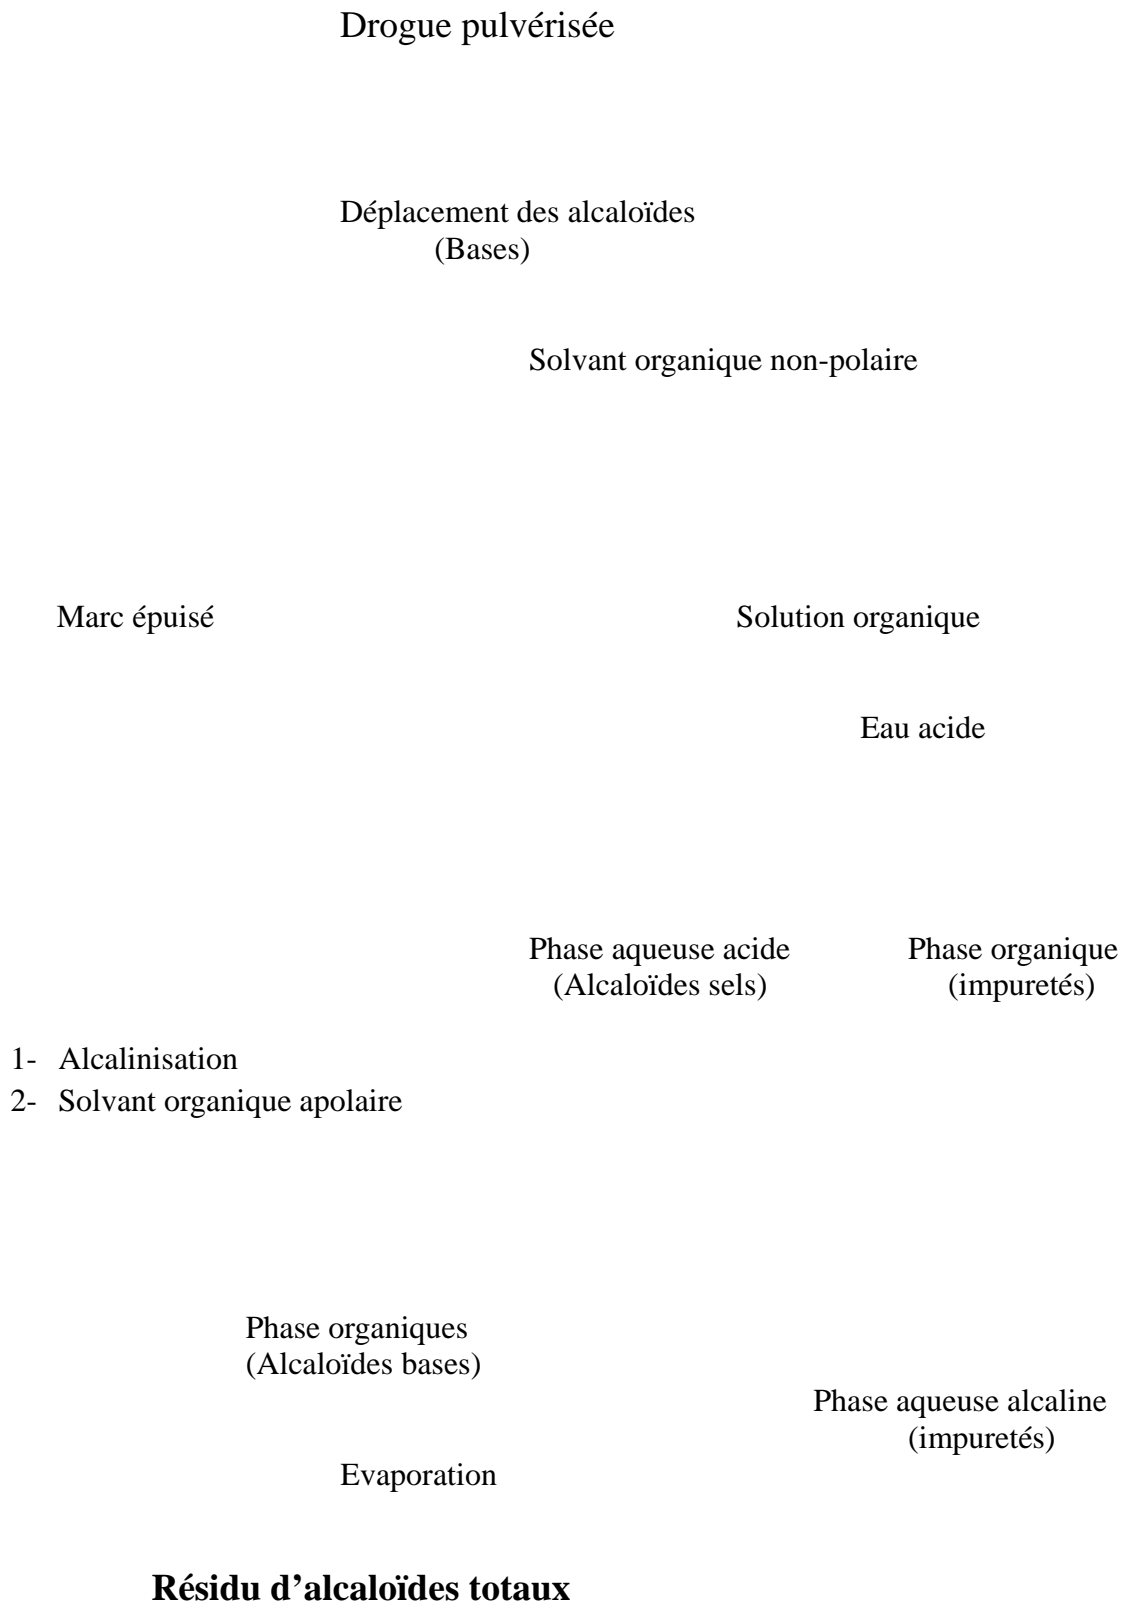 Drogue pulvérisée
Déplacement des alcaloïdes
(Bases)
Solvant organique non-polaire
Marc épuisé
Solution organique
Eau acide
Phase aqueuse acide
(Alcaloïdes sels)
Phase organique
(impuretés)
1- Alcalinisation
2- Solvant organique apolaire
Phase organiques
(Alcaloïdes bases)
Phase aqueuse alcaline
(impuretés)
Evaporation
Résidu d’alcaloïdes totaux